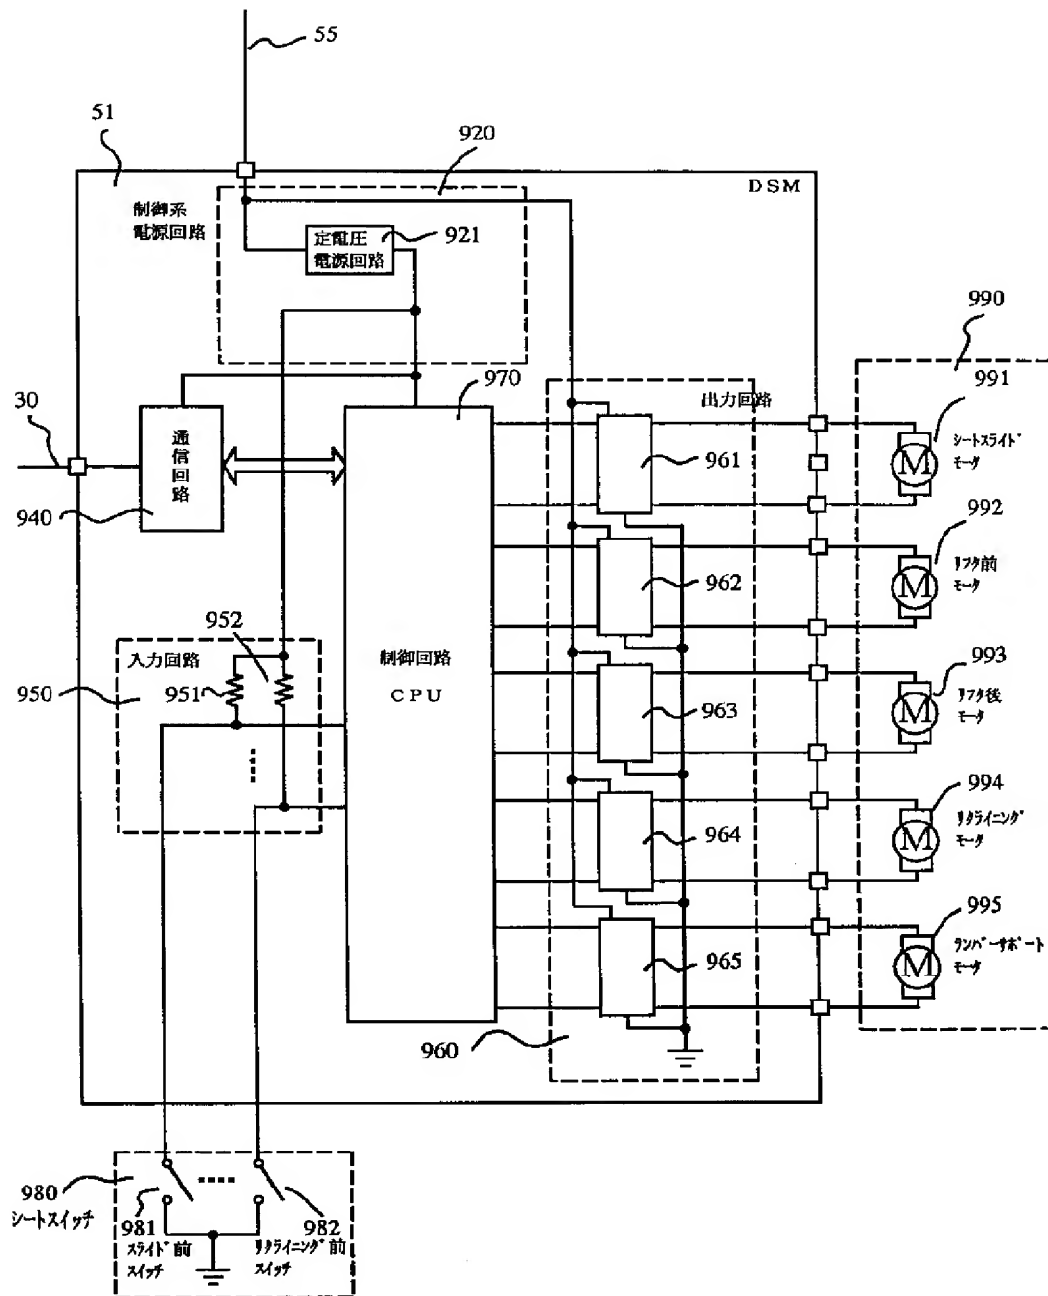 55
51
920
DSM
制御系
電源回路
定電圧
電源回路
921
990
970
991
30
出力回路
シートスライド
モータ
通信回路
961
940
992
962
リフタ前
モータ
952
入力回路
制御回路
CPU
993
950
951
963
リフタ後
モータ
994
964
リクライニング
モータ
995
965
ランバーサポート
モータ
960
980
シートスイッチ
981
スライド前
スイッチ
982
リクライニング前
スイッチ
M
M
M
M
M